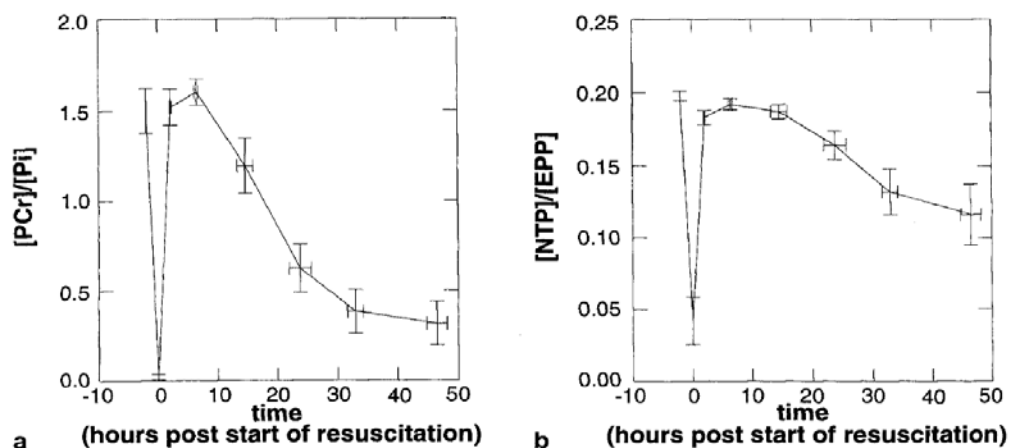 2.0
1.5
1.0
0.5
0.0
[PCr]/[Pi]
-10 0 10 20 30 40 50
time
(hours post start of resuscitation)
a
0.25
0.20
0.15
0.10
0.05
0.00
[NTP]/[EPP]
-10 0 10 20 30 40 50
time
(hours post start of resuscitation)
b